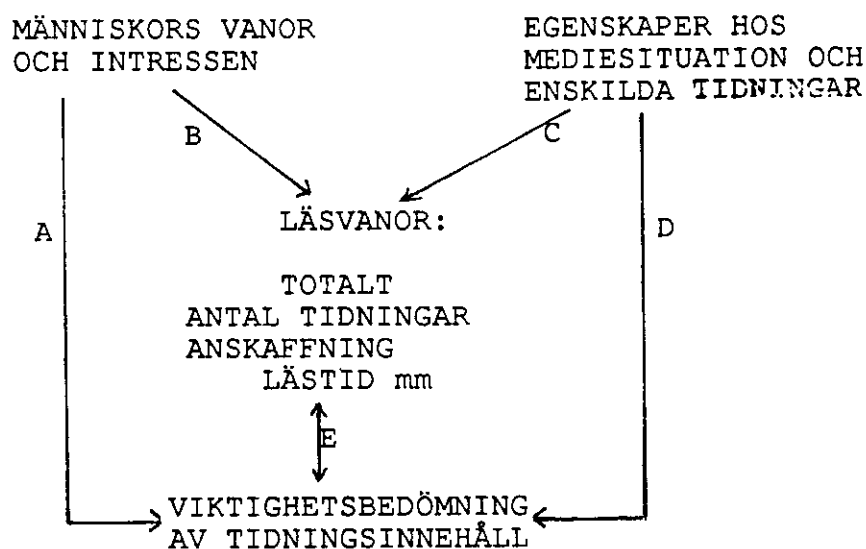 MÄNNISKORS VANOR
OCH INTRESSEN
EGENSKAPER HOS
MEDIESITUATION OCH
ENSKILDA TIDNINGAR
B
C
A
D
LÄSVANOR:
TOTALT
ANTAL TIDNINGAR
ANSKAFFNING
LÄSTID mm
E
VIKTIGHETSBEDÖMNING
AV TIDNINGSINNEHÅLL